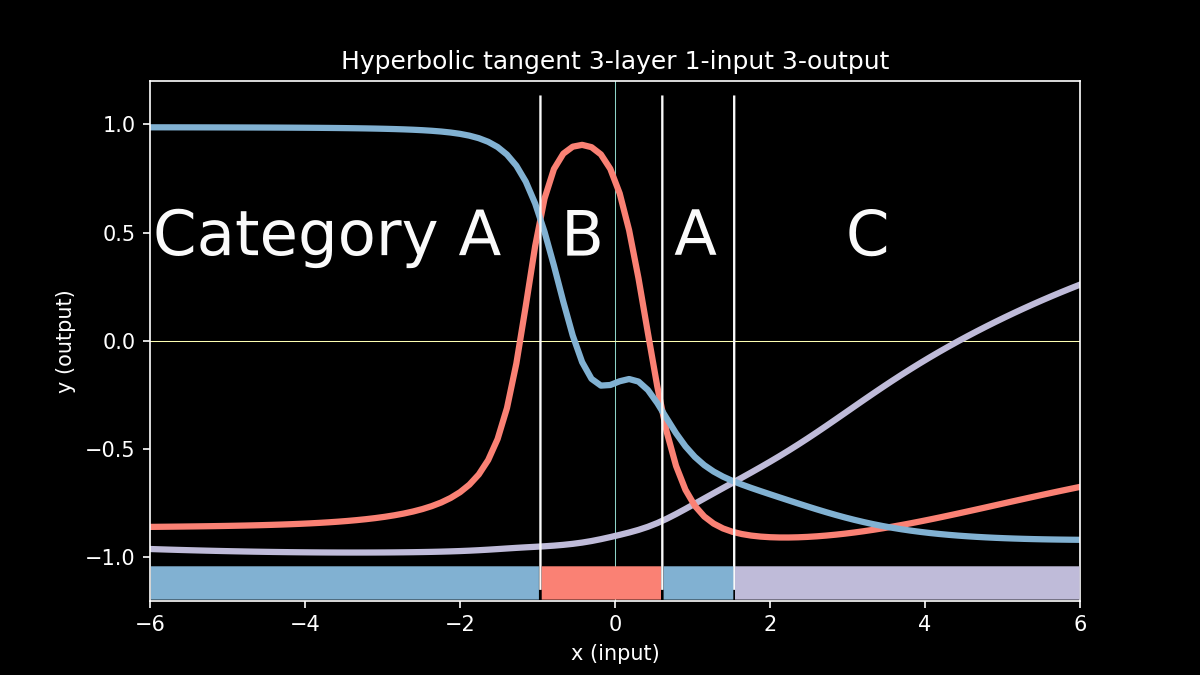 Hyperbolic tangent 3-layer 1-input 3-output
1.0
0.5
0.0
−0.5
−1.0
y (output)
Category A
B
A
C
−6
−4
−2
0
2
4
6
x (input)